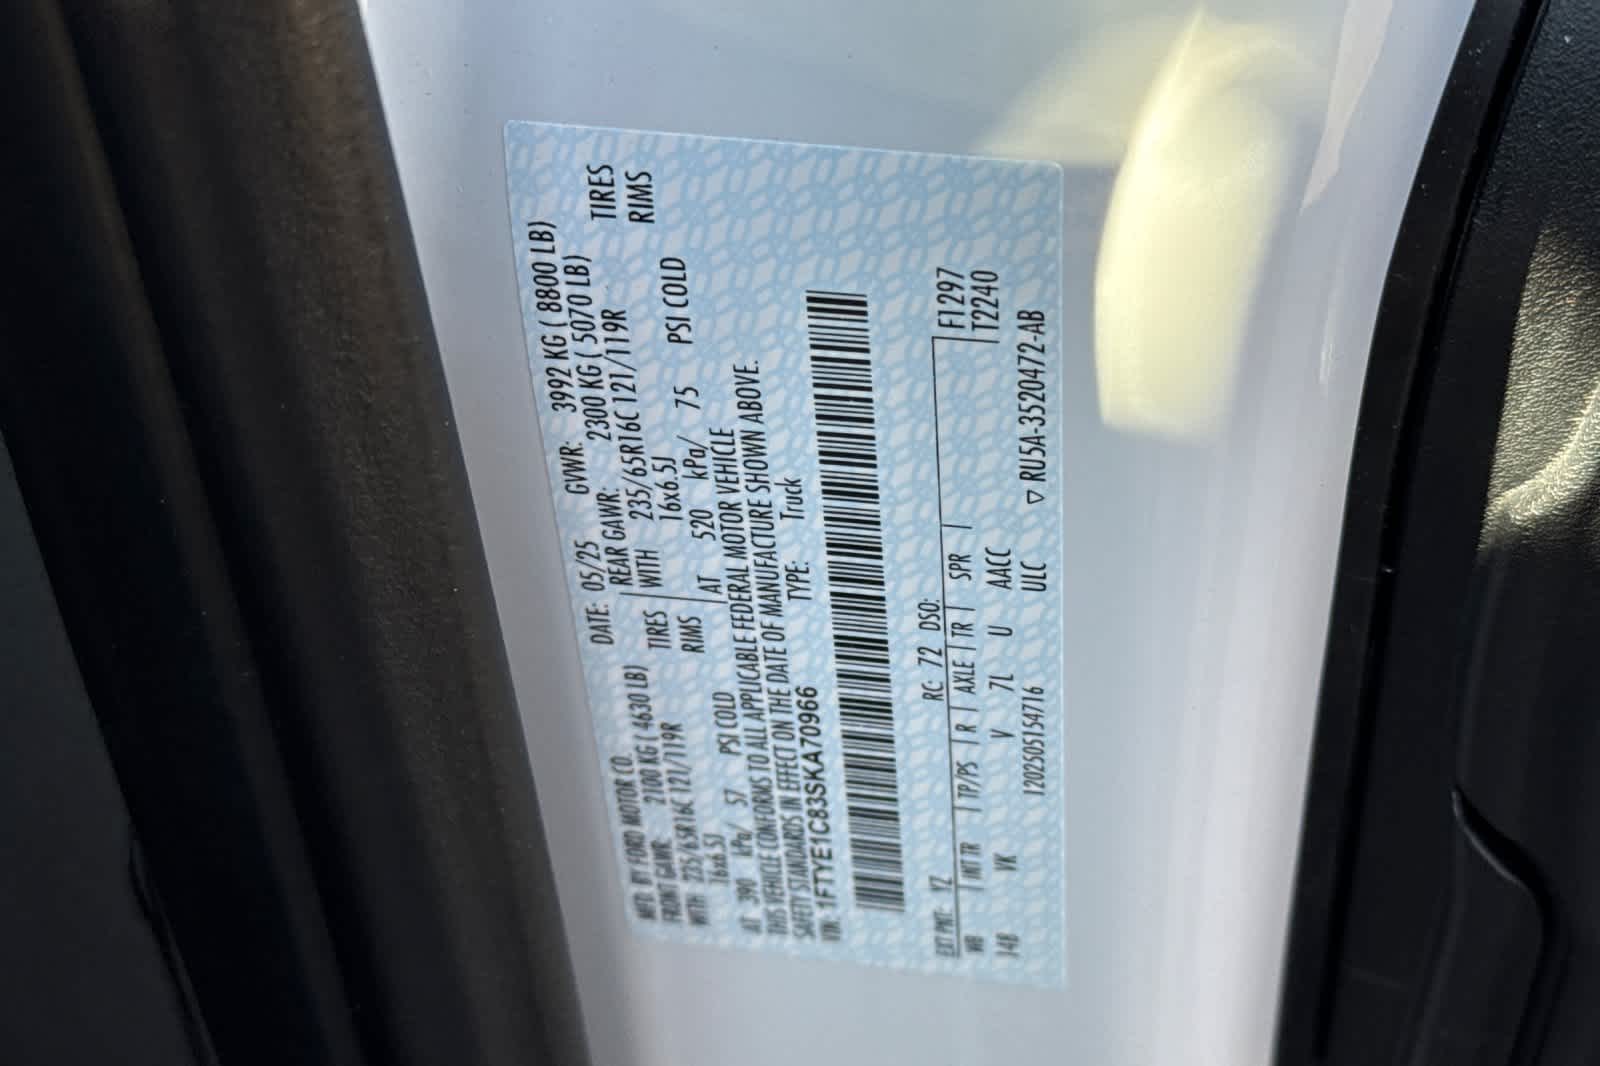 MFD. BY FORD MOTOR CO.
DATE: 05/25 GVWR: 3992 KG ( 8800 LB)
FRONT GAWR: 2100 KG ( 4630 LB) REAR GAWR: 2300 KG ( 5070 LB)
WITH 225/65R16C 121/119R TIRES WITH 235/65R16C 121/119R TIRES
16x6.5J RIMS 16x6.5J RIMS
AT 390 kPa/ 57 PSI COLD AT 520 kPa/ 75 PSI COLD
THIS VEHICLE CONFORMS TO ALL APPLICABLE FEDERAL MOTOR VEHICLE
SAFETY STANDARDS IN EFFECT ON THE DATE OF MANUFACTURE SHOWN ABOVE.
VIN: 1FTYE1C83SKA70966 TYPE: Truck
EXT PNT: YZ RC: 72 DSO: F1297
WB INT TR TP/PS R AXLE TR SPR T2240
148 VK V 7L U AACC
1202505154716 ULC ▽ RU5A-3520472-AB